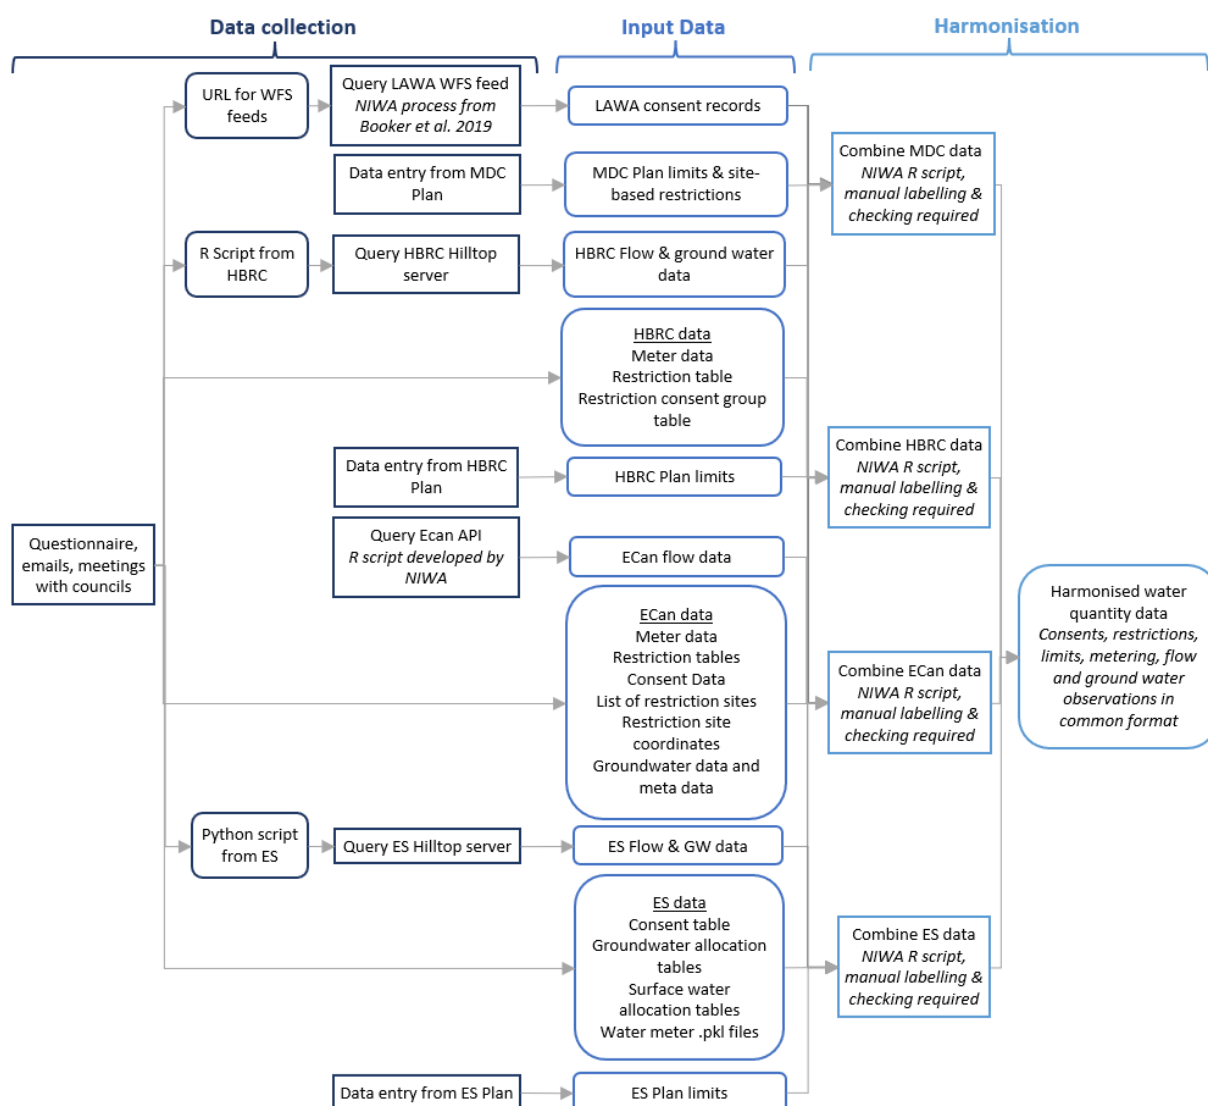 Data collection
Input Data
Harmonisation
URL for WFS
feeds
Query LAWA WFS feed
NIWA process from
Booker et al. 2019
LAWA consent records
Data entry from MDC
Plan
MDC Plan limits & site-
based restrictions
Combine MDC data
NIWA R script,
manual labelling &
checking required
R Script from
HBRC
Query HBRC Hilltop
server
HBRC Flow & ground water
data
HBRC data
Meter data
Restriction table
Restriction consent group
table
Data entry from HBRC
Plan
HBRC Plan limits
Combine HBRC data
NIWA R script,
manual labelling &
checking required
Query Ecan API
R script developed by
NIWA
ECan flow data
Questionnaire,
emails, meetings
with councils
ECan data
Meter data
Restriction tables
Consent Data
List of restriction sites
Restriction site
coordinates
Groundwater data and
meta data
Combine ECan data
NIWA R script,
manual labelling &
checking required
Harmonised water
quantity data
Consents, restrictions,
limits, metering, flow
and ground water
observations in
common format
Python script
from ES
Query ES Hilltop server
ES Flow & GW data
ES data
Consent table
Groundwater allocation
tables
Surface water
allocation tables
Water meter .pkl files
Combine ES data
NIWA R script,
manual labelling &
checking required
Data entry from ES Plan
ES Plan limits